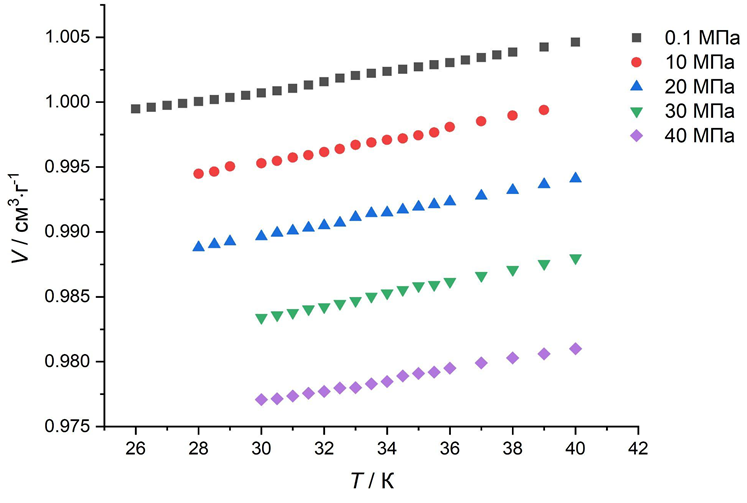 V / см³·г⁻¹
1.005
1.000
0.995
0.990
0.985
0.980
0.975
26 28 30 32 34 36 38 40 42
T / К
0.1 МПа
10 МПа
20 МПа
30 МПа
40 МПа